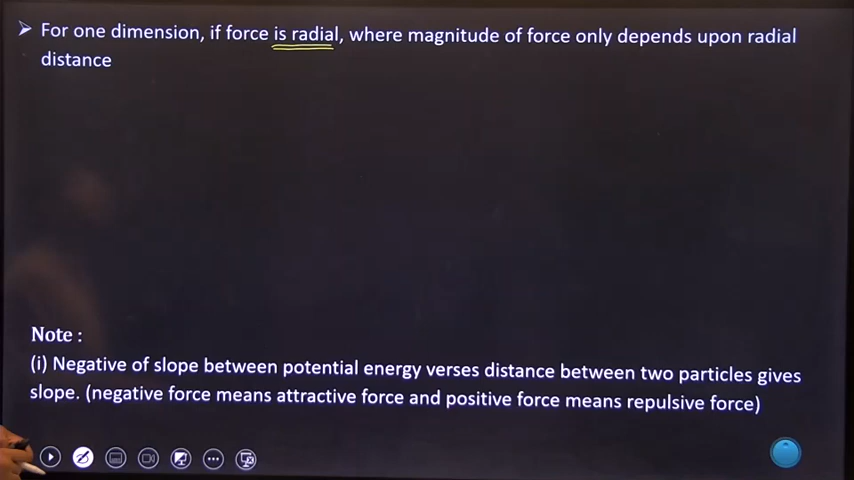 ➢ For one dimension, if force is radial, where magnitude of force only depends upon radial
distance
Note :
(i) Negative of slope between potential energy verses distance between two particles gives
slope. (negative force means attractive force and positive force means repulsive force)